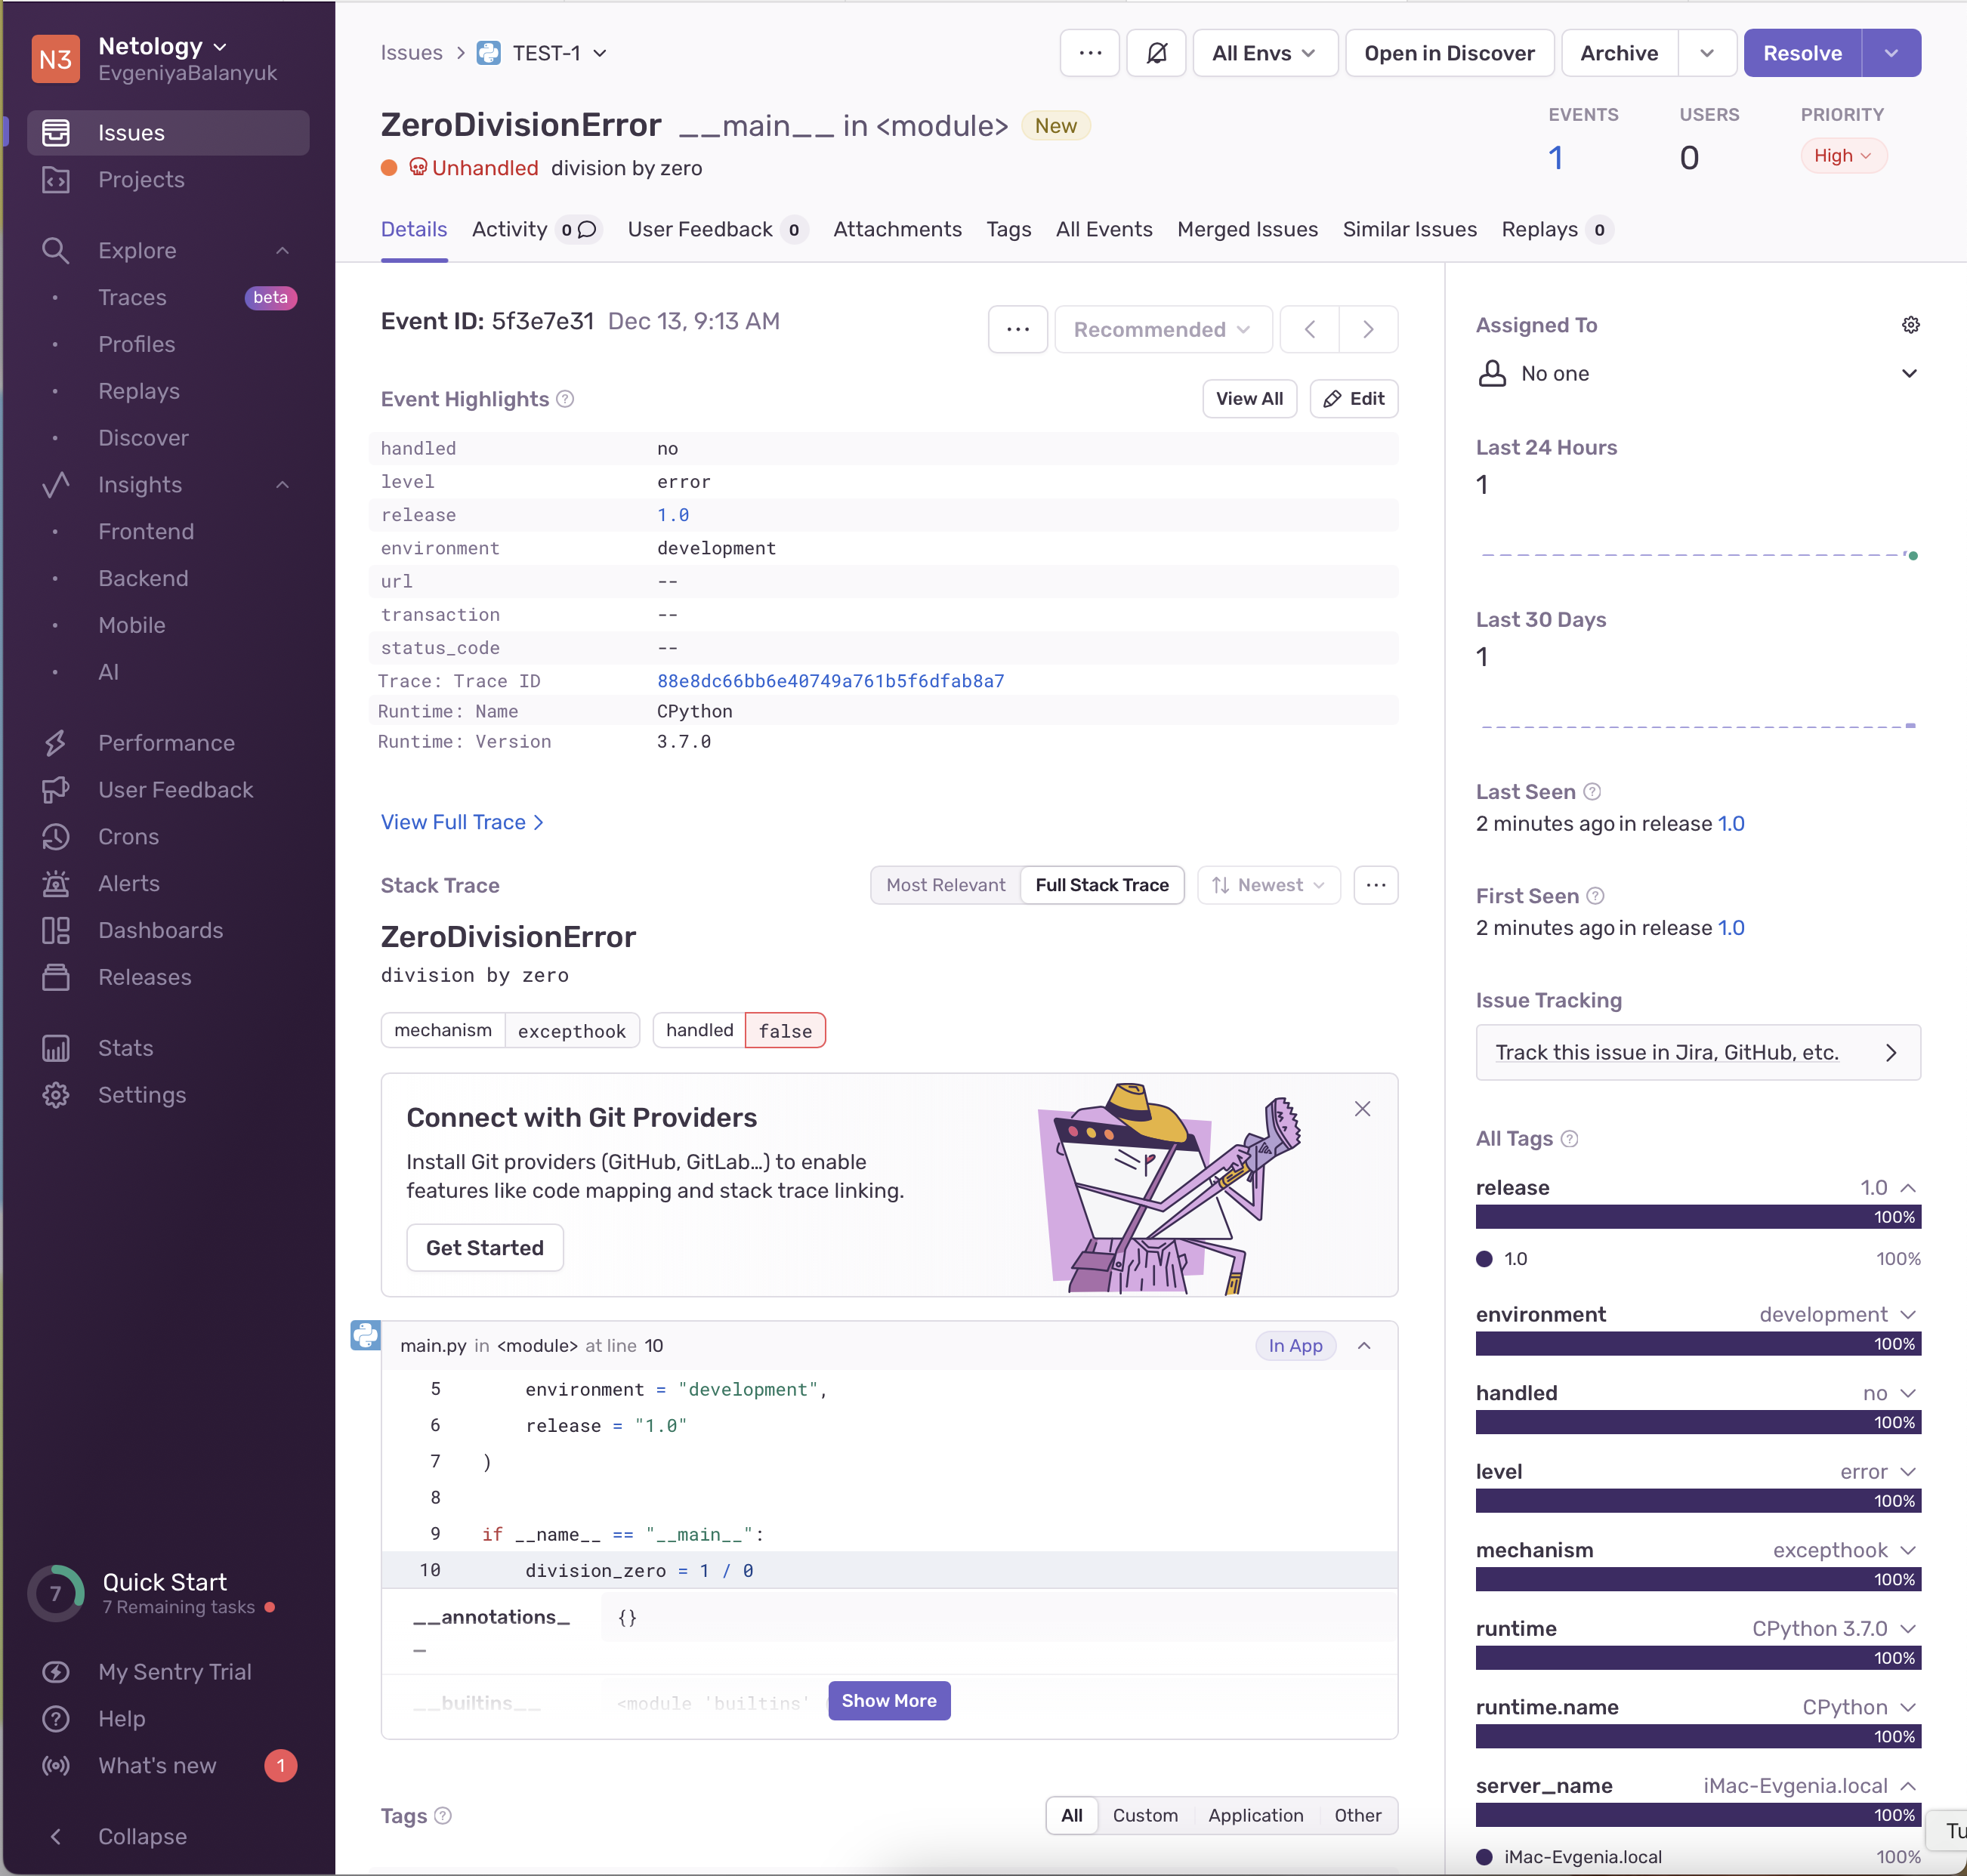 N3
Netology
EvgeniyaBalanyuk
Issues
Projects
Explore
Traces
beta
Profiles
Replays
Discover
Insights
Frontend
Backend
Mobile
AI
Performance
User Feedback
Crons
Alerts
Dashboards
Releases
Stats
Settings
7
Quick Start
7 Remaining tasks
My Sentry Trial
Help
What's new
1
Collapse
Issues
TEST-1
All Envs
Open in Discover
Archive
Resolve
ZeroDivisionError __main__ in <module> New
Unhandled division by zero
EVENTS USERS PRIORITY
1 0 High
Details Activity 0 User Feedback 0 Attachments Tags All Events Merged Issues Similar Issues Replays 0
Event ID: 5f3e7e31 Dec 13, 9:13 AM
Recommended
Event Highlights ?
View All
Edit
handled no
level error
release 1.0
environment development
url --
transaction --
status_code --
Trace: Trace ID 88e8dc66bb6e40749a761b5f6dfab8a7
Runtime: Name CPython
Runtime: Version 3.7.0
View Full Trace
Stack Trace
Most Relevant Full Stack Trace Newest
ZeroDivisionError
division by zero
mechanism excepthook handled false
Connect with Git Providers
Install Git providers (GitHub, GitLab...) to enable
features like code mapping and stack trace linking.
Get Started
main.py in <module> at line 10
In App
5 environment = "development",
6 release = "1.0"
7 )
8
9 if __name__ == "__main__":
10 division_zero = 1 / 0
__annotations_ {}
_
__builtins__ <module 'builtins'
Show More
Tags ?
All Custom Application Other
Assigned To
No one
Last 24 Hours
1
Last 30 Days
1
Last Seen ?
2 minutes ago in release 1.0
First Seen ?
2 minutes ago in release 1.0
Issue Tracking
Track this issue in Jira, GitHub, etc.
All Tags ?
release 1.0
100%
1.0 100%
environment development
100%
handled no
100%
level error
100%
mechanism excepthook
100%
runtime CPython 3.7.0
100%
runtime.name CPython
100%
server_name iMac-Evgenia.local
100%
iMac-Evgenia.local 100%